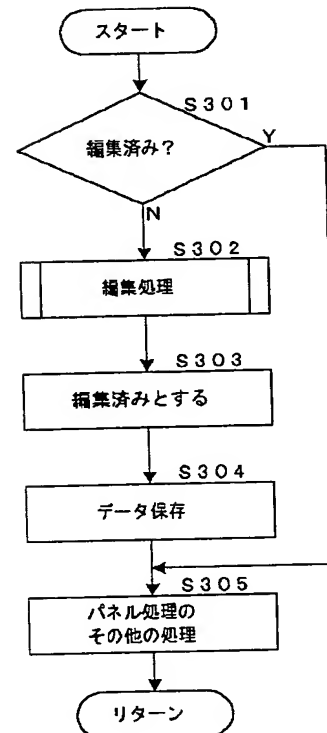 スタート
S301
編集済み?
Y
N
S302
編集処理
S303
編集済みとする
S304
データ保存
S305
パネル処理の
その他の処理
リターン